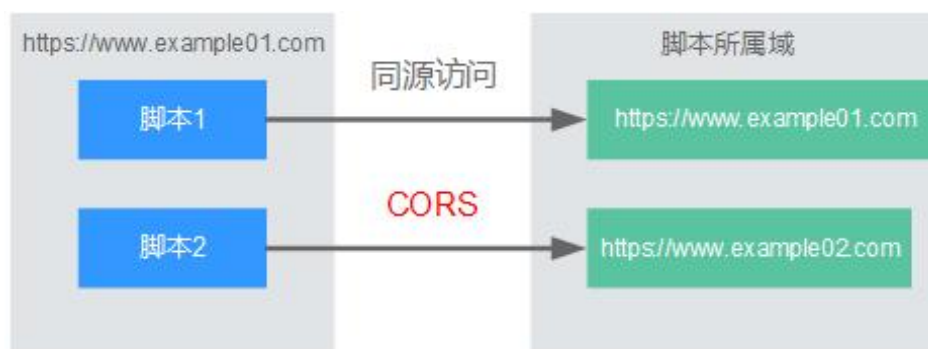 https://www.example01.com
脚本所属域
同源访问
脚本1
https://www.example01.com
CORS
脚本2
https://www.example02.com